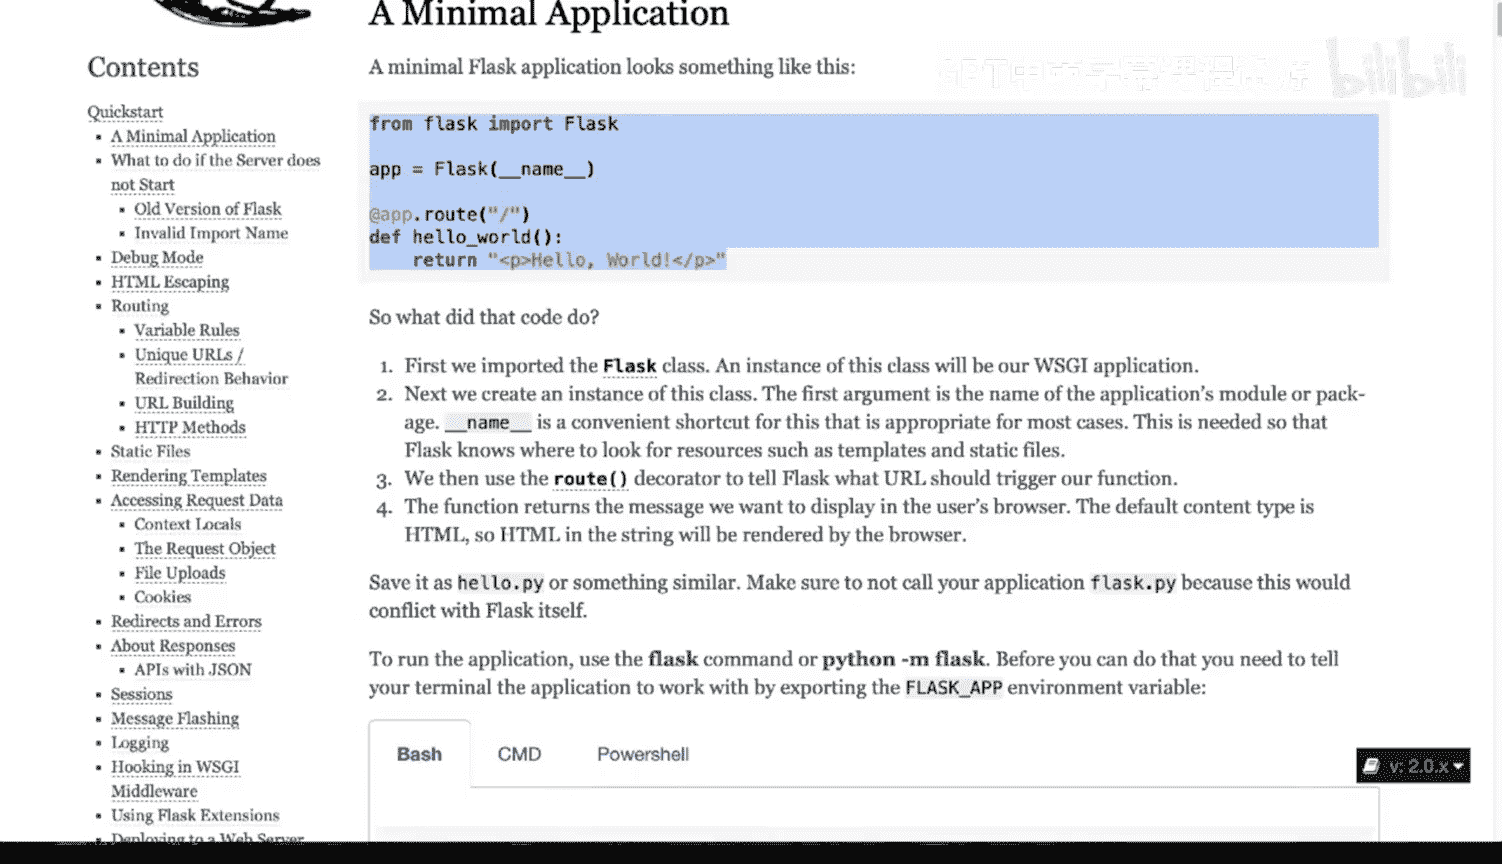 A Minimal Application
Contents
Quickstart
A Minimal Application
What to do if the Server does
not Start
Old Version of Flask
Invalid Import Name
Debug Mode
HTML Escaping
Routing
Variable Rules
Unique URLs /
Redirection Behavior
URL Building
HTTP Methods
Static Files
Rendering Templates
Accessing Request Data
Context Locals
The Request Object
File Uploads
Cookies
Redirects and Errors
About Responses
APIs with JSON
Sessions
Message Flashing
Logging
Hooking in WSGI
Middleware
Using Flask Extensions
Deploying to a Web Server
A minimal Flask application looks something like this:
from flask import Flask
app = Flask(__name__)
@app.route("/")
def hello_world():
    return "<p>Hello, World!</p>"
So what did that code do?
1. First we imported the Flask class. An instance of this class will be our WSGI application.
2. Next we create an instance of this class. The first argument is the name of the application’s module or pack-
age. __name__ is a convenient shortcut for this that is appropriate for most cases. This is needed so that
Flask knows where to look for resources such as templates and static files.
3. We then use the route() decorator to tell Flask what URL should trigger our function.
4. The function returns the message we want to display in the user’s browser. The default content type is
HTML, so HTML in the string will be rendered by the browser.
Save it as hello.py or something similar. Make sure to not call your application flask.py because this would
conflict with Flask itself.
To run the application, use the flask command or python -m flask. Before you can do that you need to tell
your terminal the application to work with by exporting the FLASK_APP environment variable:
Bash CMD Powershell
v: 2.0.x
bilibili